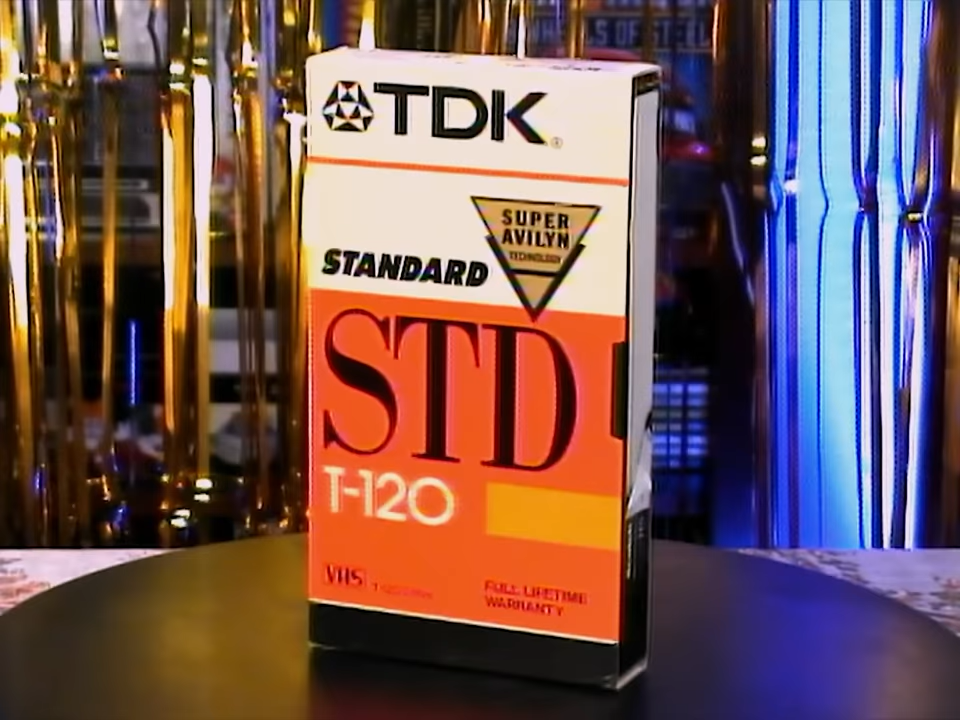 TDK®
SUPER
AVILYN
TECHNOLOGY
STANDARD
STD
T-120
VHS
FULL LIFETIME
WARRANTY